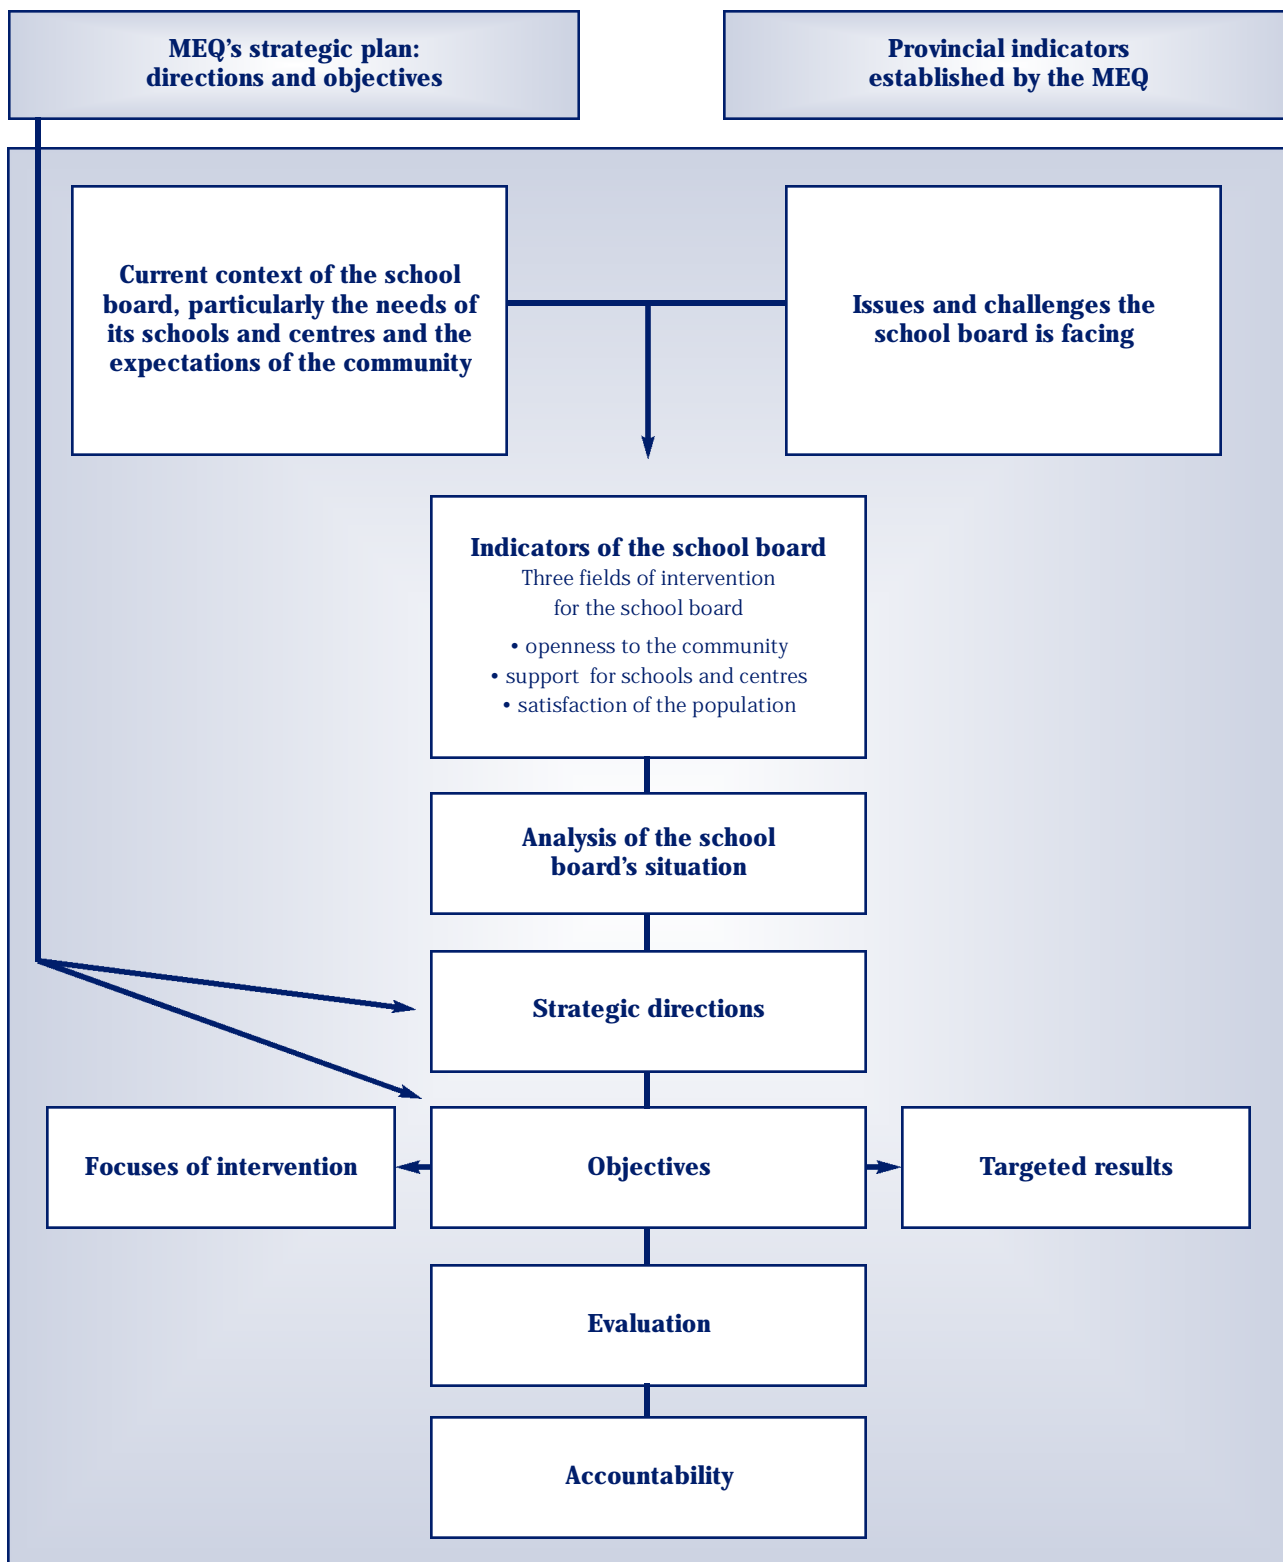 MEQ's strategic plan:
directions and objectives
Provincial indicators
established by the MEQ
Current context of the school
board, particularly the needs of
its schools and centres and the
expectations of the community
Issues and challenges the
school board is facing
Indicators of the school board
Three fields of intervention
for the school board
• openness to the community
• support for schools and centres
• satisfaction of the population
Analysis of the school
board's situation
Strategic directions
Focuses of intervention
Objectives
Targeted results
Evaluation
Accountability